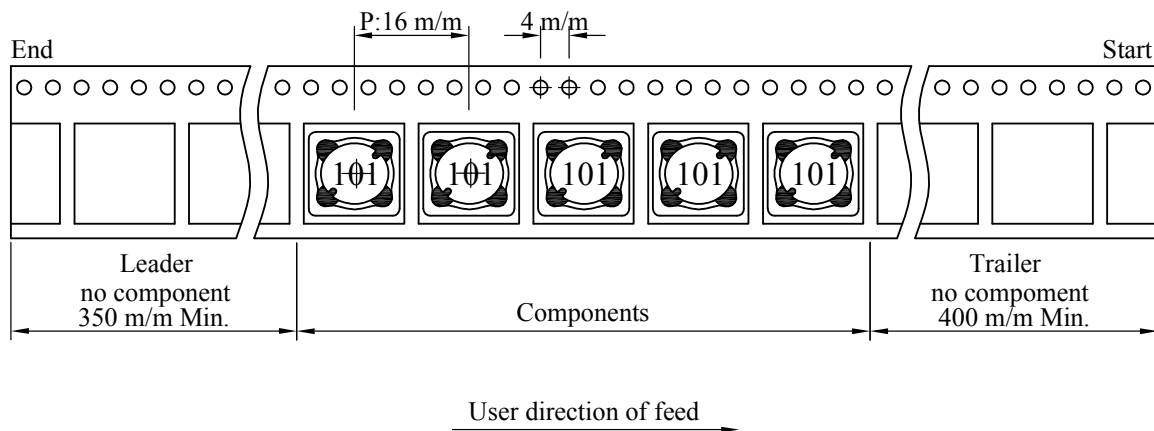 P:16 m/m
4 m/m
End
Start
101
101
101
101
101
Leader
no component
350 m/m Min.
Components
Trailer
no compoment
400 m/m Min.
User direction of feed